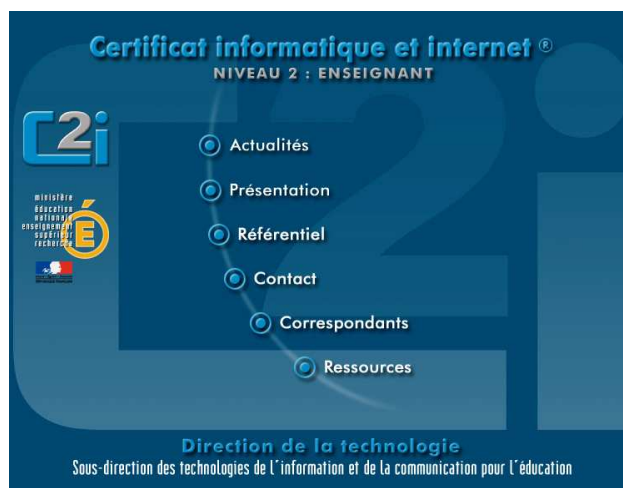 Certificat informatique et internet ®
NIVEAU 2 : ENSEIGNANT
C2i
Actualités
Présentation
ministère
éducation
nationale
enseignement
supérieur
recherche
É
Référentiel
Contact
Correspondants
Ressources
Direction de la technologie
Sous-direction des technologies de l'information et de la communication pour l'éducation